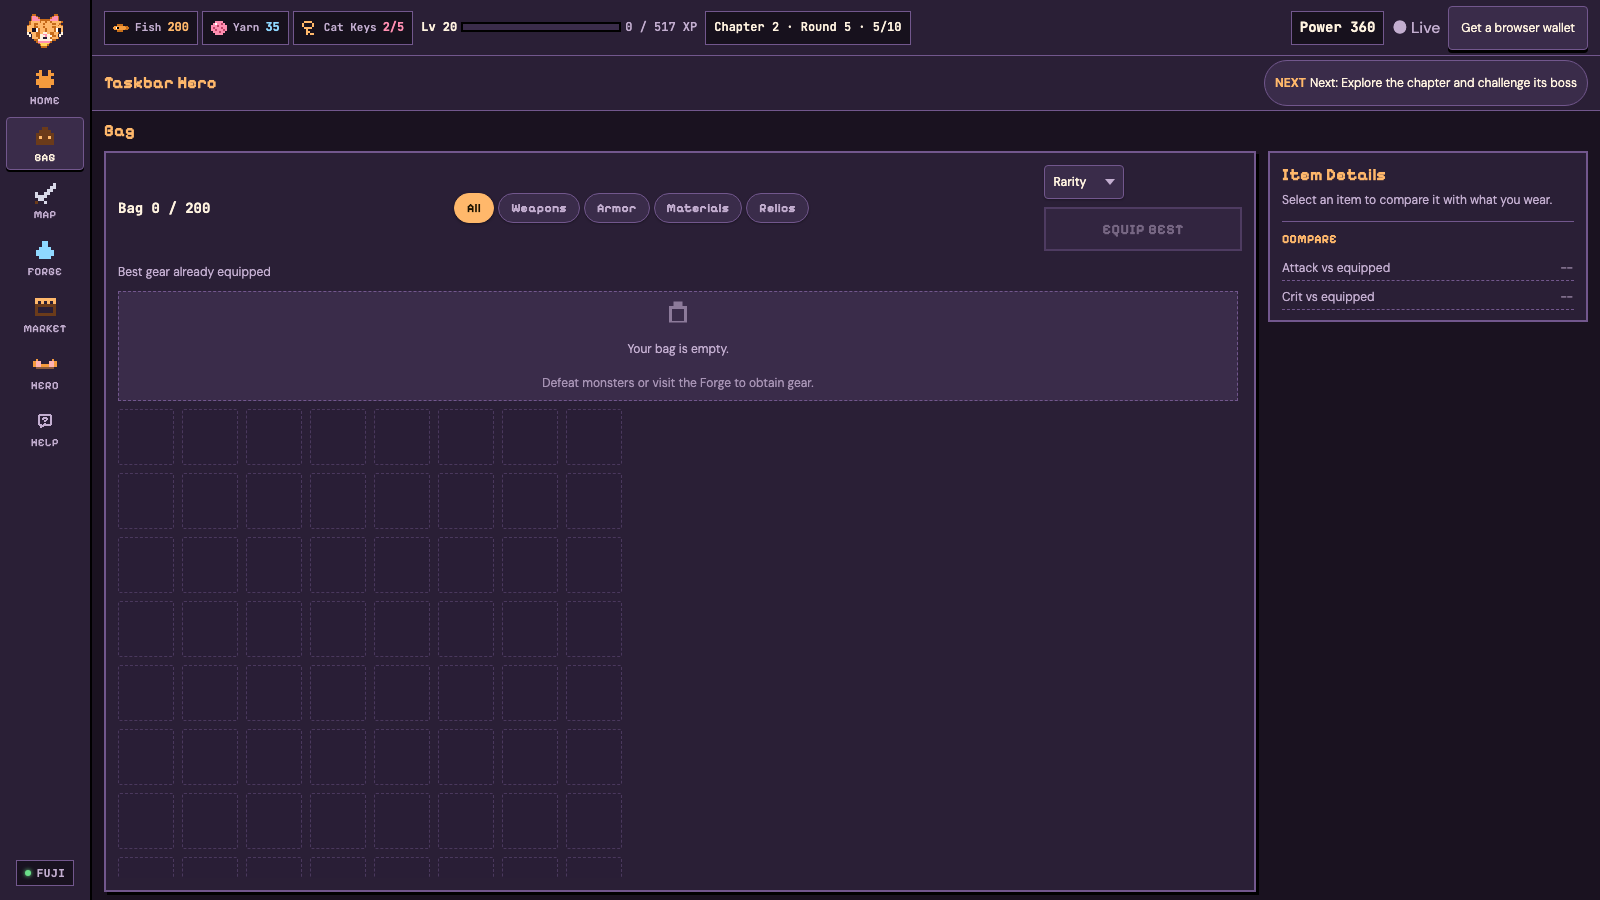 Fish 200
Yarn 35
Cat Keys 2/5
Lv 20
0 / 517 XP
Chapter 2 · Round 5 · 5/10
Power 360
Live
Get a browser wallet
HOME
BAG
MAP
FORGE
MARKET
HERO
HELP
FUJI
Taskbar Hero
NEXT Next: Explore the chapter and challenge its boss
Bag
Bag 0 / 200
All
Weapons
Armor
Materials
Relics
Rarity
EQUIP BEST
Best gear already equipped
Your bag is empty.
Defeat monsters or visit the Forge to obtain gear.
Item Details
Select an item to compare it with what you wear.
COMPARE
Attack vs equipped --
Crit vs equipped --